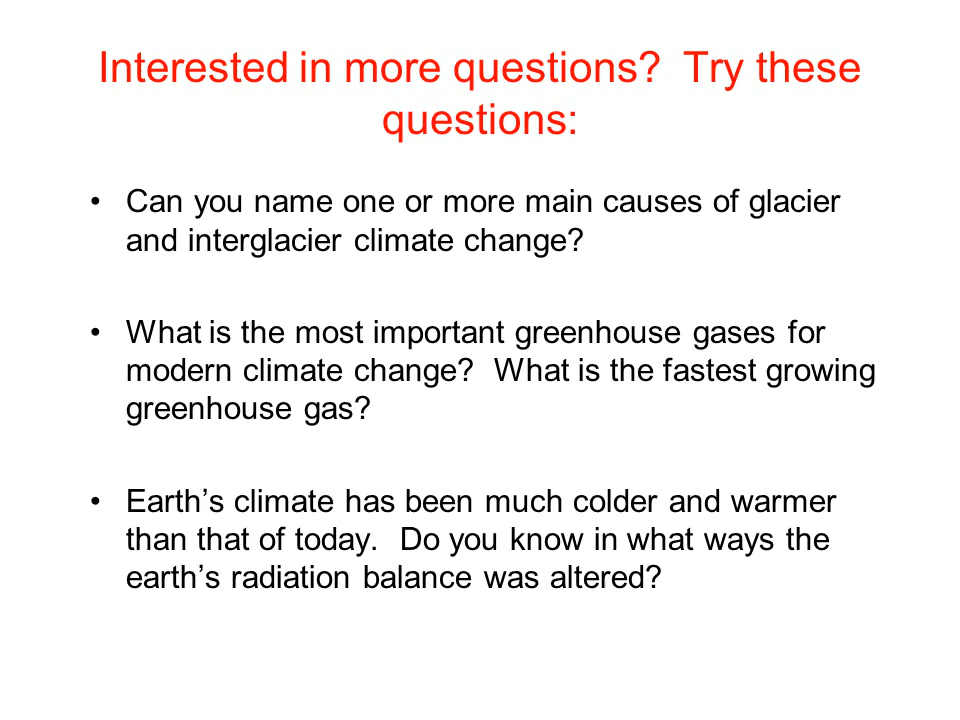 Interested in more questions?  Try these
questions:
• Can you name one or more main causes of glacier
and interglacier climate change?
• What is the most important greenhouse gases for
modern climate change?  What is the fastest growing
greenhouse gas?
• Earth’s climate has been much colder and warmer
than that of today.  Do you know in what ways the
earth’s radiation balance was altered?